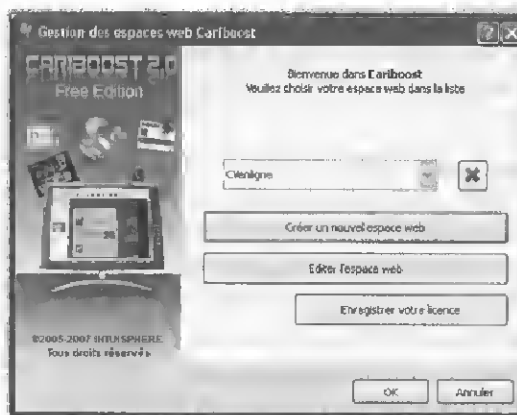 Gestion des espaces web Cariboost
CARIBOOST 2.0
Free Edition
Bienvenue dans Cariboost
Veuillez choisir votre espace web dans la liste
CVenligne
Créer un nouvel espace web
Editer l'espace web
Enregistrer votre licence
©2005-2007 INTUISPHERE
Tous droits réservés
OK
Annuler